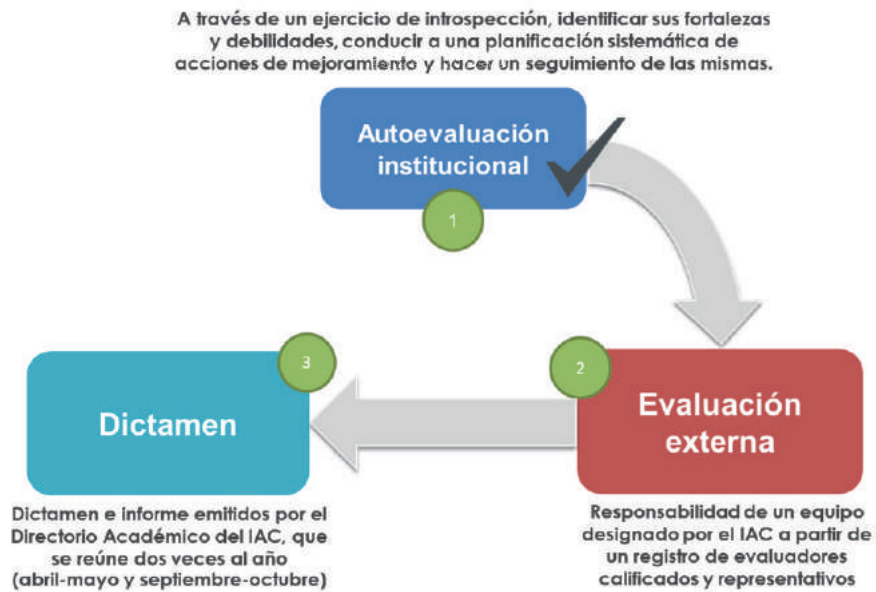 A través de un ejercicio de introspección, identificar sus fortalezas
y debilidades, conducir a una planificación sistemática de
acciones de mejoramiento y hacer un seguimiento de las mismas.
Autoevaluación
institucional
1
2
Evaluación
externa
Responsabilidad de un equipo
designado por el IAC a partir de
un registro de evaluadores
calificados y representativos
3
Dictamen
Dictamen e informe emitidos por el
Directorio Académico del IAC, que
se reúne dos veces al año
(abril-mayo y septiembre-octubre)